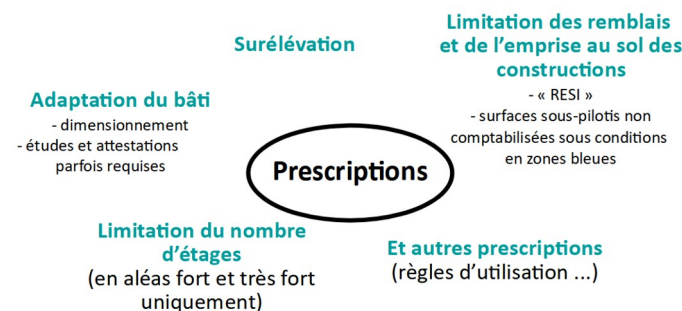 Surélévation
Limitation des remblais
et de l'emprise au sol des
constructions
- « RESI »
- surfaces sous-pilotis non
comptabilisées sous conditions
en zones bleues
Adaptation du bâti
- dimensionnement
- études et attestations
parfois requises
Prescriptions
Limitation du nombre
d'étages
(en aléas fort et très fort
uniquement)
Et autres prescriptions
(règles d'utilisation ...)